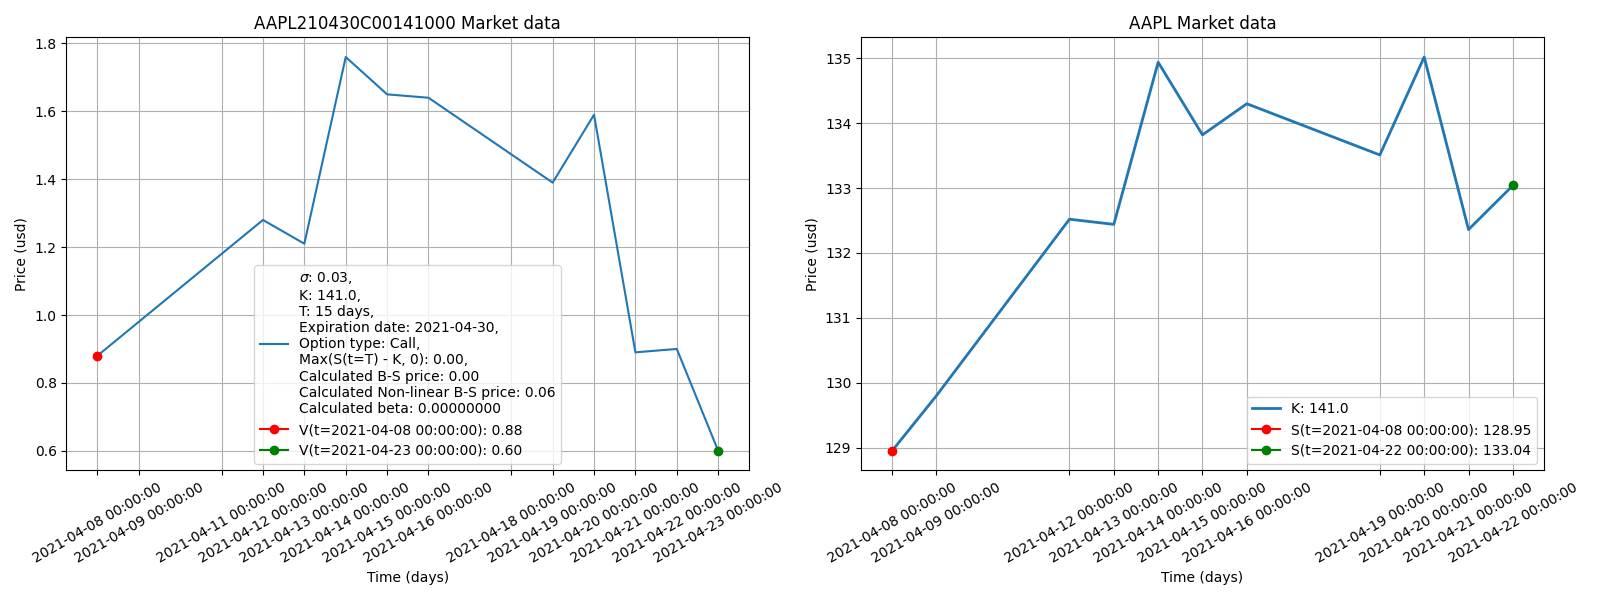 AAPL210430C00141000 Market data
Price (usd)
1.8
1.6
1.4
1.2
1.0
0.8
0.6
σ: 0.03,
K: 141.0,
T: 15 days,
Expiration date: 2021-04-30,
Option type: Call,
Max(S(t=T) - K, 0): 0.00,
Calculated B-S price: 0.00
Calculated Non-linear B-S price: 0.06
Calculated beta: 0.00000000
V(t=2021-04-08 00:00:00): 0.88
V(t=2021-04-23 00:00:00): 0.60
2021-04-08 00:00:00
2021-04-09 00:00:00
2021-04-11 00:00:00
2021-04-12 00:00:00
2021-04-13 00:00:00
2021-04-14 00:00:00
2021-04-15 00:00:00
2021-04-16 00:00:00
2021-04-18 00:00:00
2021-04-19 00:00:00
2021-04-20 00:00:00
2021-04-21 00:00:00
2021-04-22 00:00:00
2021-04-23 00:00:00
Time (days)
AAPL Market data
Price (usd)
135
134
133
132
131
130
129
K: 141.0
S(t=2021-04-08 00:00:00): 128.95
S(t=2021-04-22 00:00:00): 133.04
2021-04-08 00:00:00
2021-04-09 00:00:00
2021-04-12 00:00:00
2021-04-13 00:00:00
2021-04-14 00:00:00
2021-04-15 00:00:00
2021-04-16 00:00:00
2021-04-19 00:00:00
2021-04-20 00:00:00
2021-04-21 00:00:00
2021-04-22 00:00:00
Time (days)